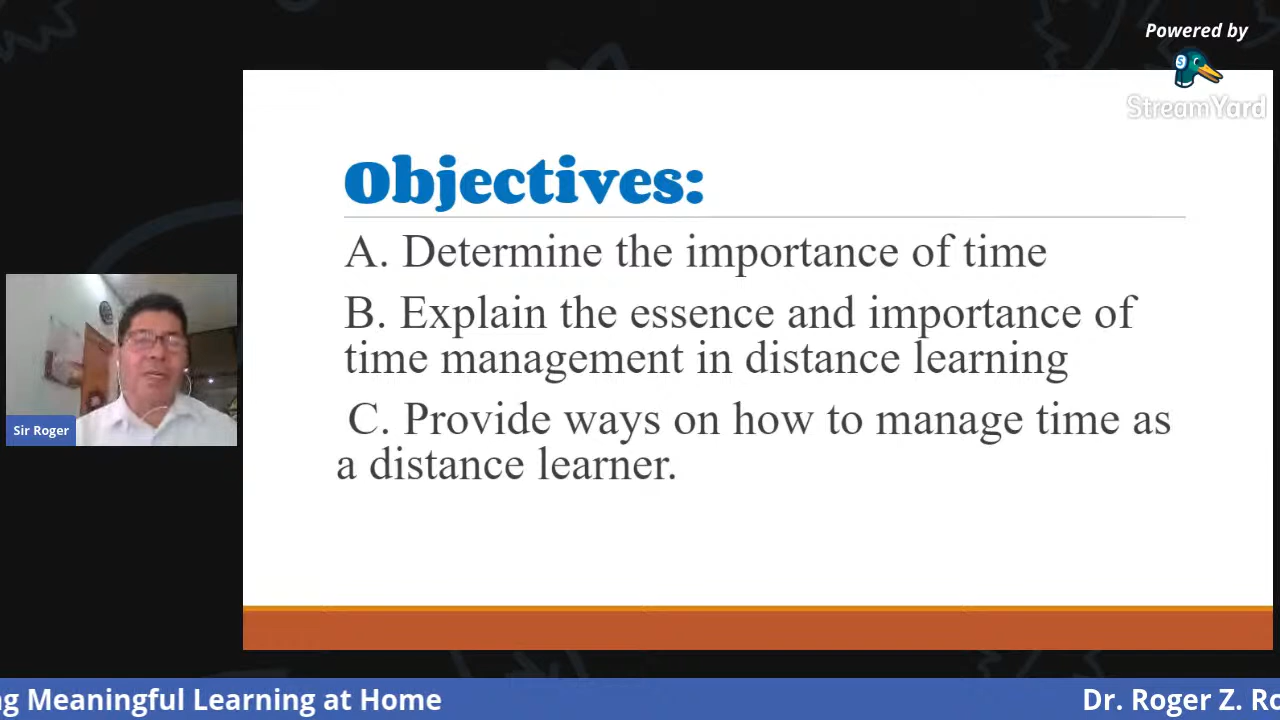 Powered by
StreamYard
Objectives:
A. Determine the importance of time
B. Explain the essence and importance of
time management in distance learning
C. Provide ways on how to manage time as
a distance learner.
Sir Roger
Meaningful Learning at Home
Dr. Roger Z.